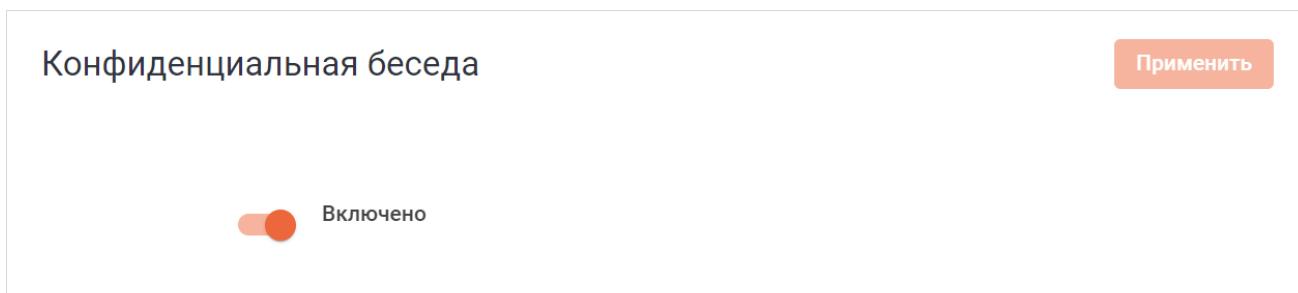 Конфиденциальная беседа
Применить
Включено